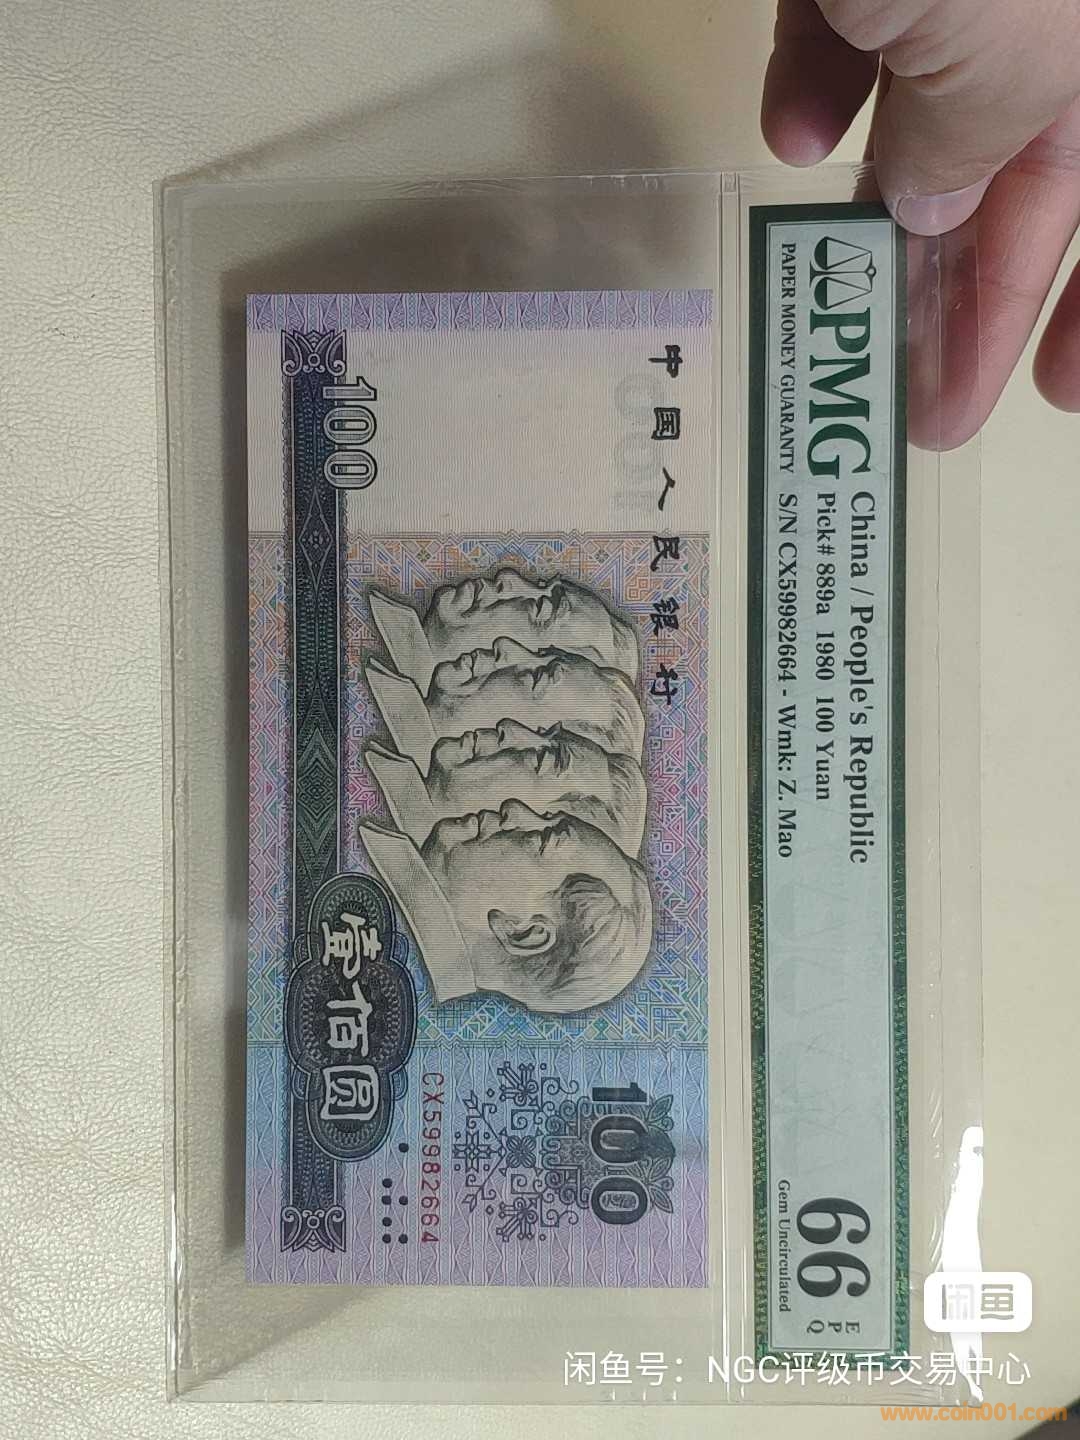 PMG
PAPER MONEY GUARANTY
China / People's Republic
Pick# 889a 1980 100 Yuan
S/N CX59982664 - Wmk: Z. Mao
66 EPQ
Gem Uncirculated
中国人民银行
100
100
CX59982664
壹佰圆
闲鱼
闲鱼号：NGC评级币交易中心
www.coin001.com